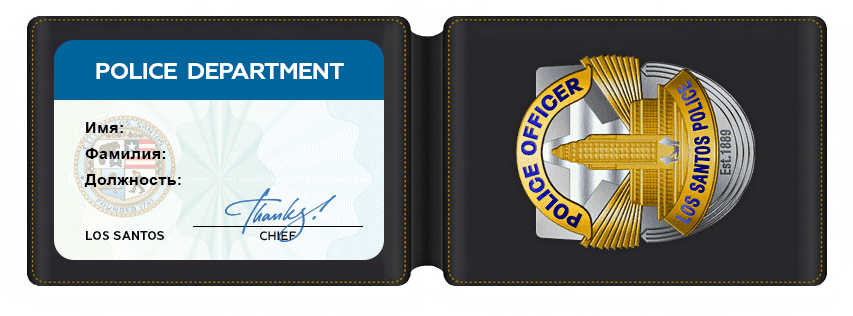 POLICE DEPARTMENT
Имя:
Фамилия:
Должность:
Thanks!
LOS SANTOS
CHIEF
POLICE OFFICER
LOS SANTOS POLICE
Est.1889